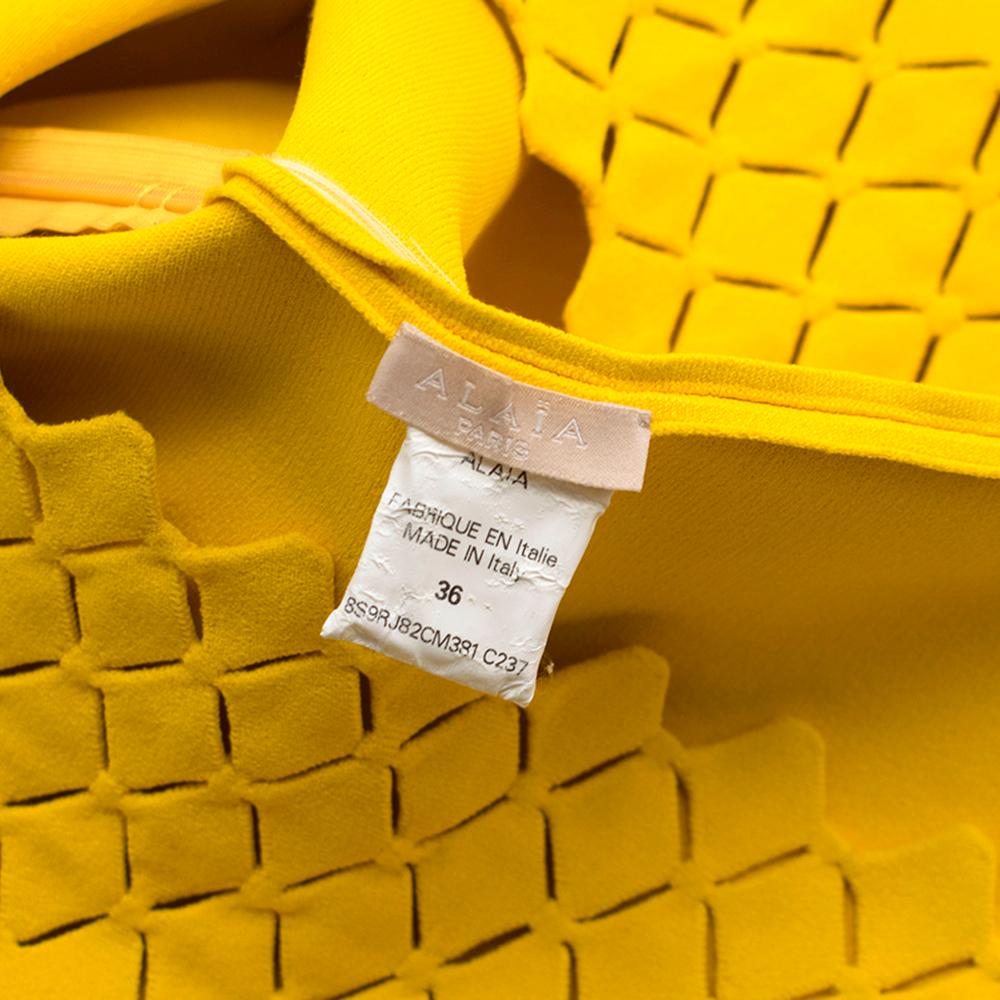 ALAÏA
PARIS
ALAIA
FABRIQUE EN Italie
MADE IN Italy
36
8S9RJ82CM381 C237